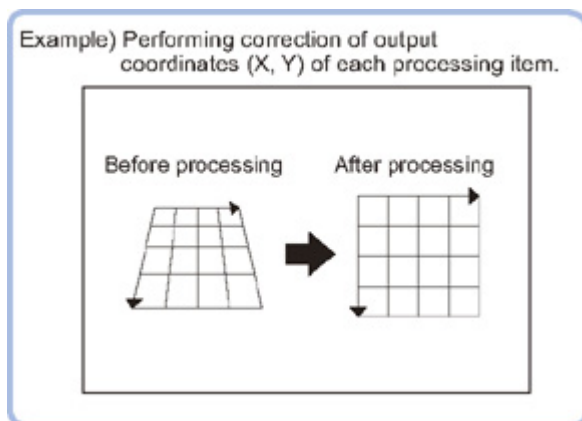 Example) Performing correction of output
coordinates (X, Y) of each processing item.
Before processing
After processing